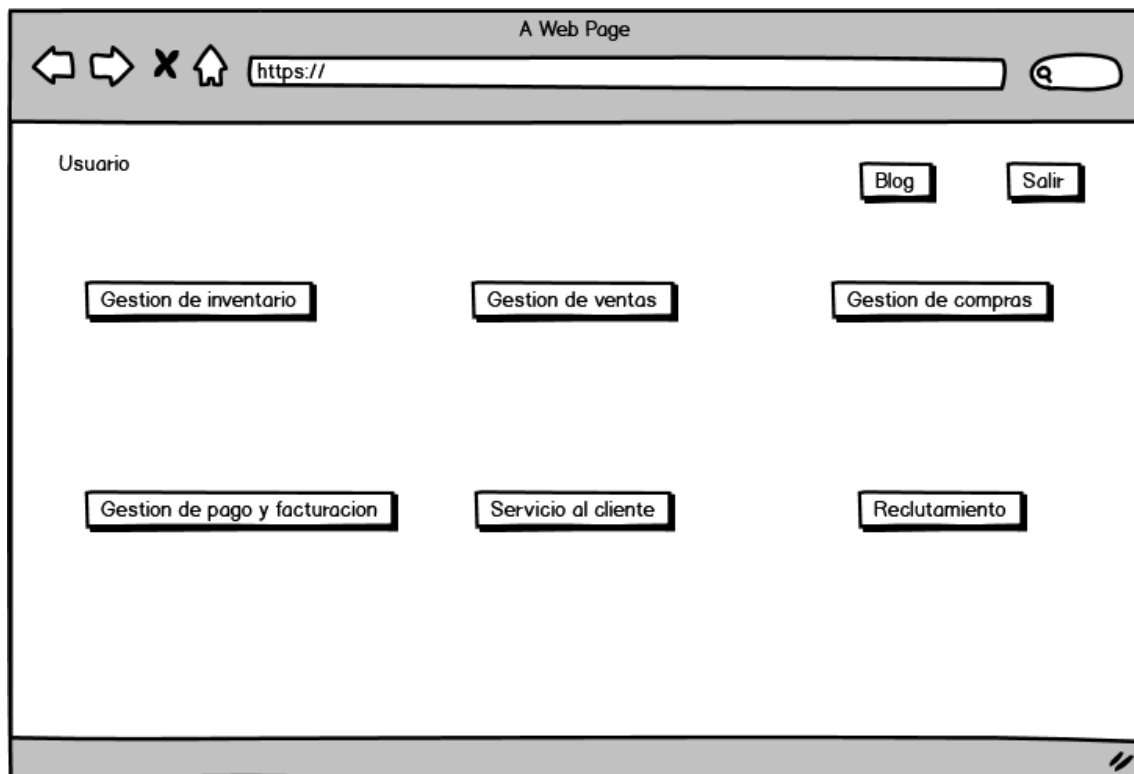 A Web Page
https://
Usuario
Blog
Salir
Gestion de inventario
Gestion de ventas
Gestion de compras
Gestion de pago y facturacion
Servicio al cliente
Reclutamiento